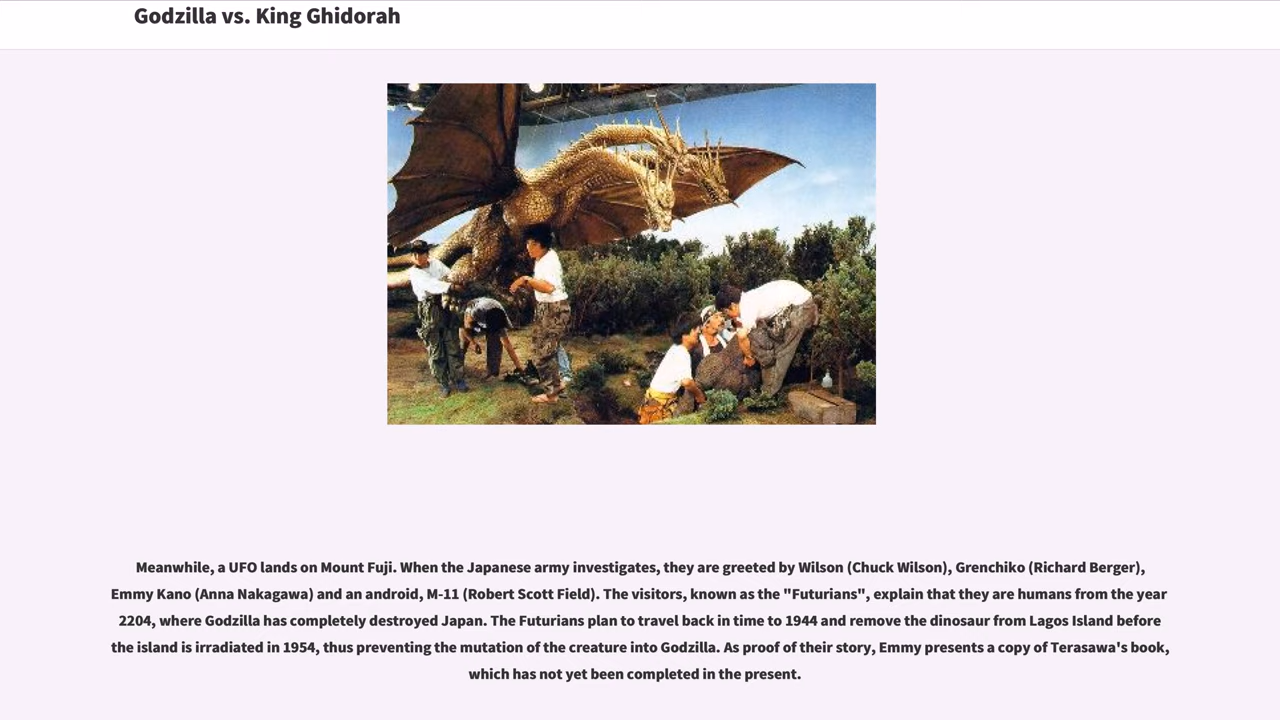 Godzilla vs. King Ghidorah
Meanwhile, a UFO lands on Mount Fuji. When the Japanese army investigates, they are greeted by Wilson (Chuck Wilson), Grenchiko (Richard Berger),
Emmy Kano (Anna Nakagawa) and an android, M-11 (Robert Scott Field). The visitors, known as the "Futurians", explain that they are humans from the year
2204, where Godzilla has completely destroyed Japan. The Futurians plan to travel back in time to 1944 and remove the dinosaur from Lagos Island before
the island is irradiated in 1954, thus preventing the mutation of the creature into Godzilla. As proof of their story, Emmy presents a copy of Terasawa's book,
which has not yet been completed in the present.